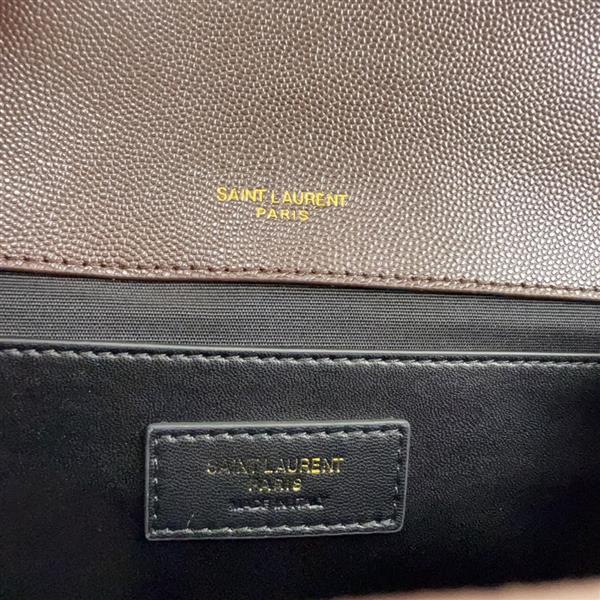 SAINT LAURENT
PARIS
SAINT LAURENT
PARIS
MADE IN ITALY